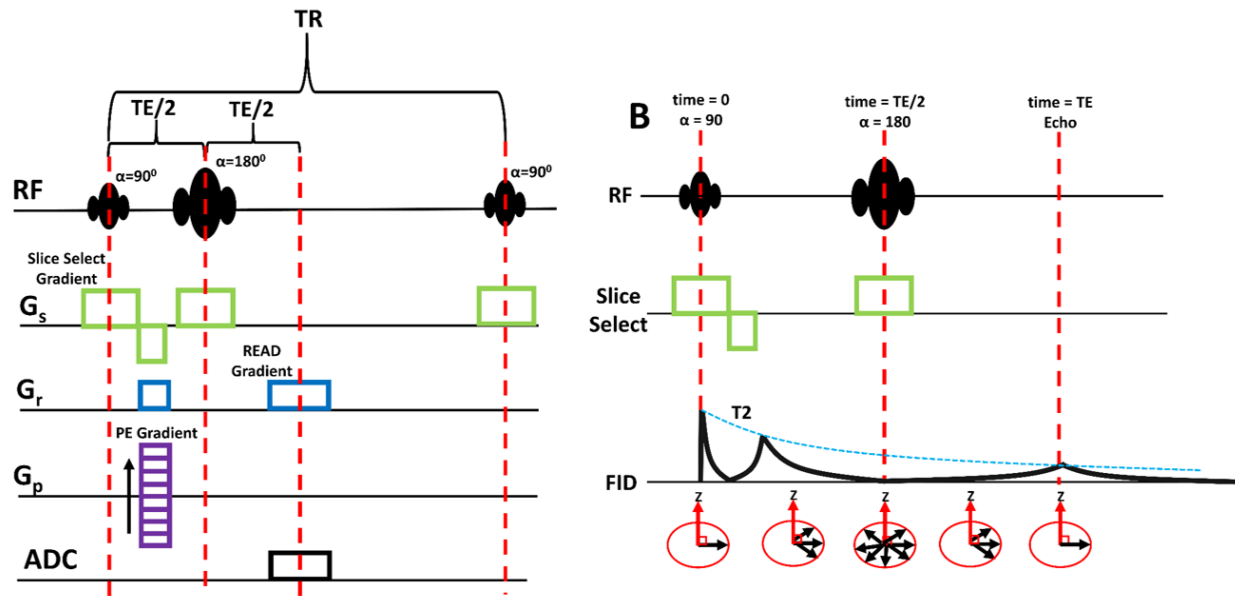 TR
TE/2
TE/2
α=90⁰
α=180⁰
α=90⁰
RF
Slice Select
Gradient
Gs
READ
Gradient
Gr
PE Gradient
Gp
ADC
B
time = 0
α = 90
time = TE/2
α = 180
time = TE
Echo
RF
Slice
Select
T2
FID
z
z
z
z
z